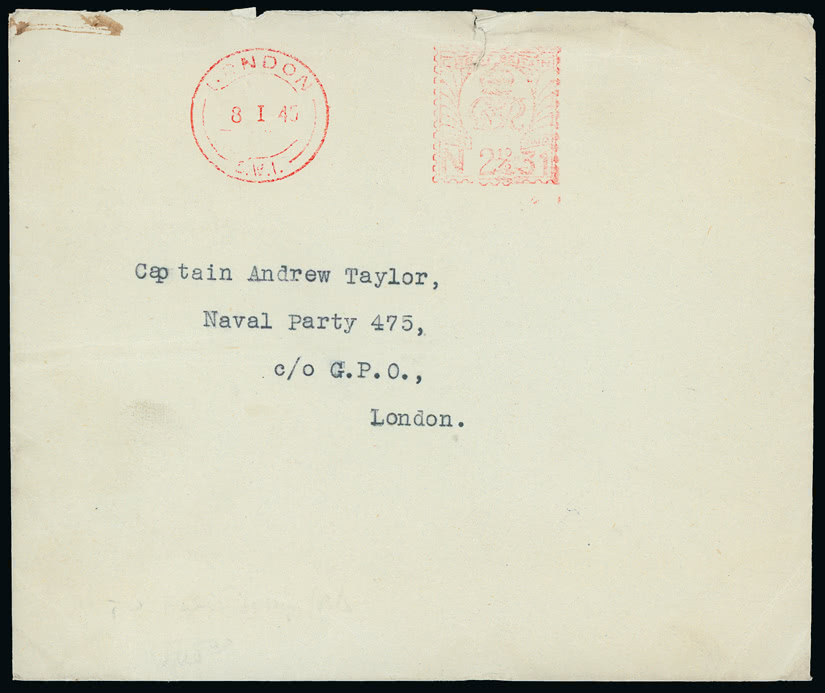 LONDON
8 I 45
S.W.1.
N 2½ 31
Captain Andrew Taylor,
Naval Party 475,
c/o G.P.O.,
London.